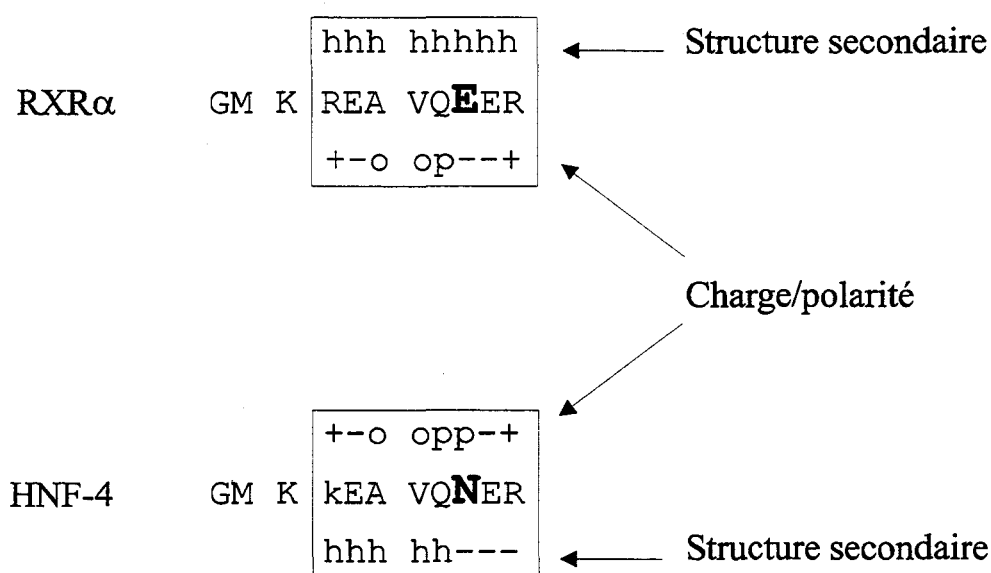 hhh hhhhh Structure secondaire
RXRα GM K REA VQEER
+-o op--+
Charge/polarité
+-o opp-+
HNF-4 GM K kEA VQNER
hhh hh--- Structure secondaire